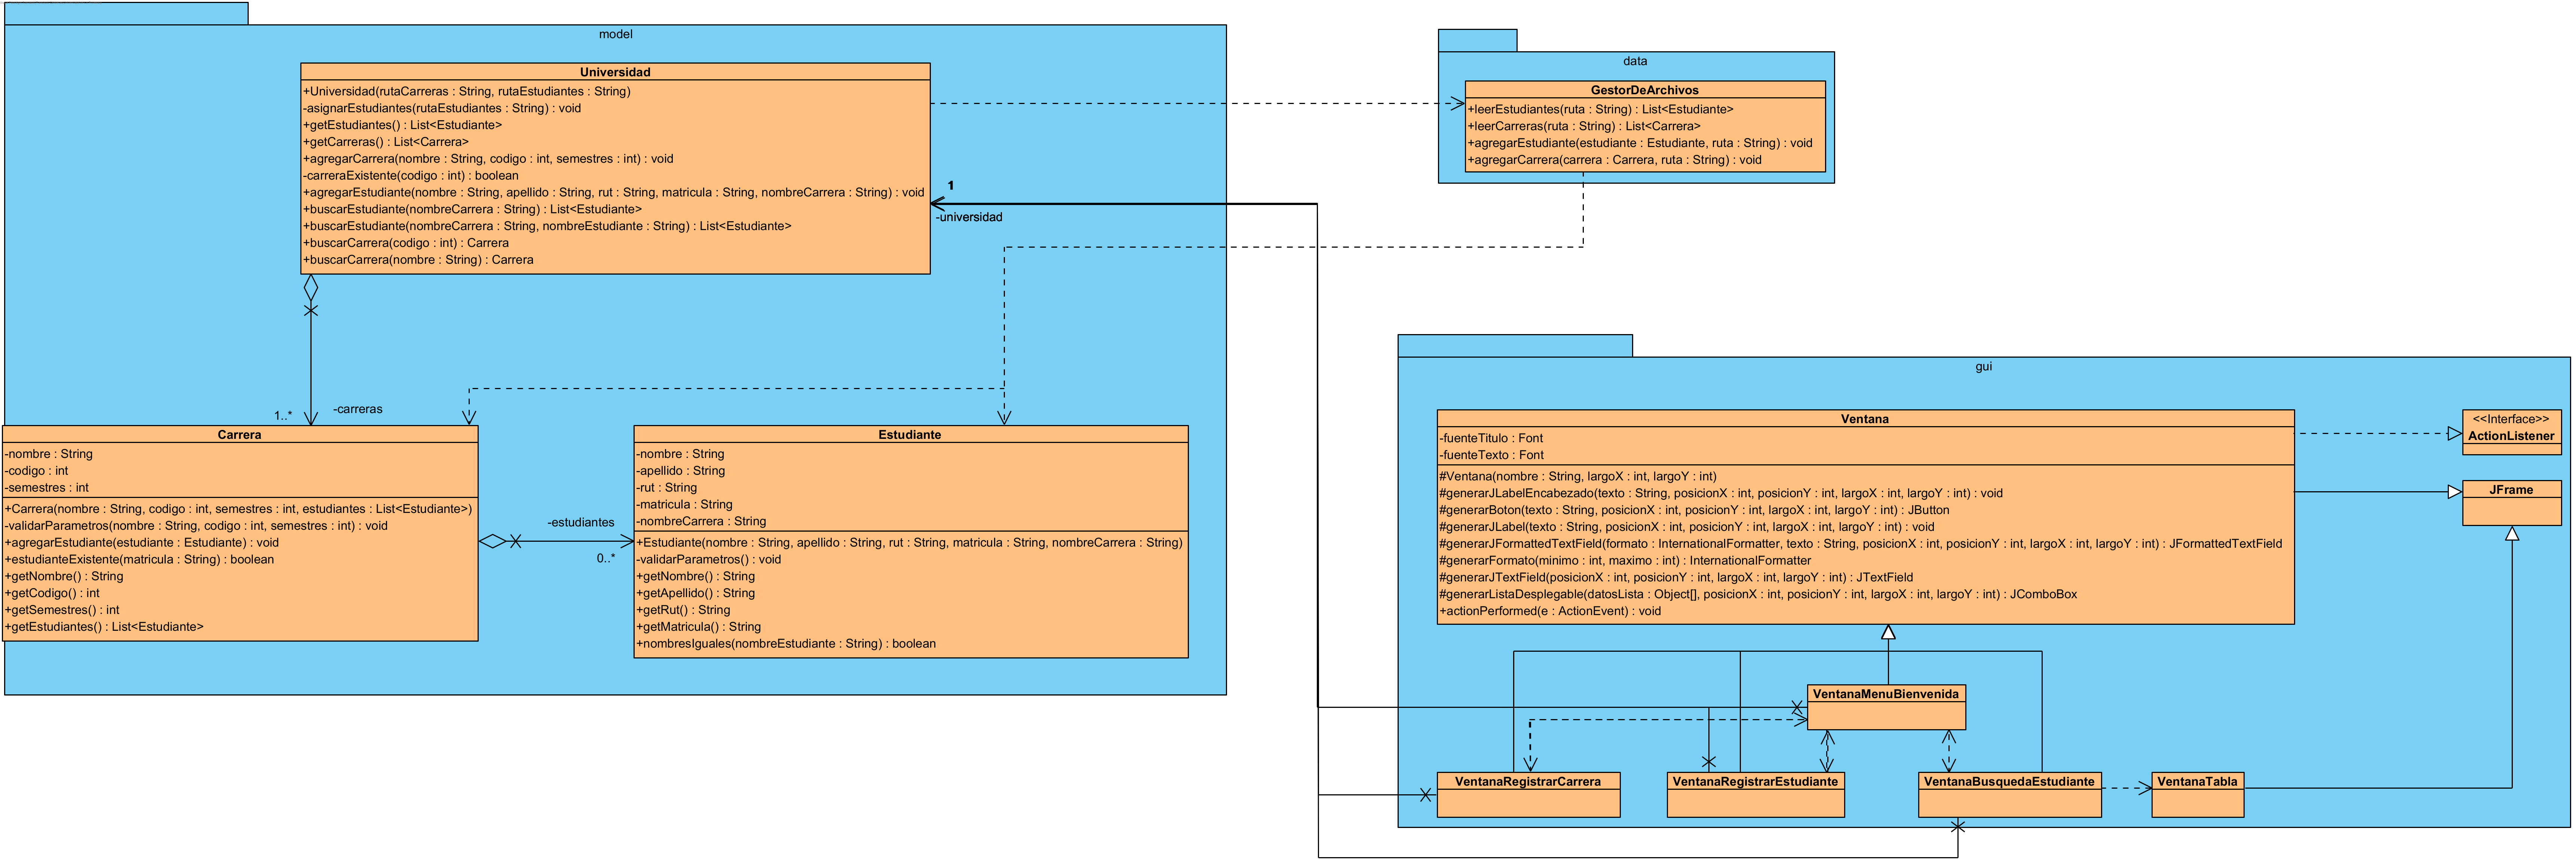 model
Universidad
+Universidad(rutaCarreras : String, rutaEstudiantes : String)
-asignarEstudiantes(rutaEstudiantes : String) : void
+getEstudiantes() : List<Estudiante>
+getCarreras() : List<Carrera>
+agregarCarrera(nombre : String, codigo : int, semestres : int) : void
-carreraExistente(codigo : int) : boolean
+agregarEstudiante(nombre : String, apellido : String, rut : String, matricula : String, nombreCarrera : String) : void
+buscarEstudiante(nombreCarrera : String) : List<Estudiante>
+buscarEstudiante(nombreCarrera : String, nombreEstudiante : String) : List<Estudiante>
+buscarCarrera(codigo : int) : Carrera
+buscarCarrera(nombre : String) : Carrera
1
-universidad
1..*
-carreras
Carrera
-nombre : String
-codigo : int
-semestres : int
+Carrera(nombre : String, codigo : int, semestres : int, estudiantes : List<Estudiante>)
-validarParametros(nombre : String, codigo : int, semestres : int) : void
+agregarEstudiante(estudiante : Estudiante) : void
+estudianteExistente(matricula : String) : boolean
+getNombre() : String
+getCodigo() : int
+getSemestres() : int
+getEstudiantes() : List<Estudiante>
-estudiantes
0..*
Estudiante
-nombre : String
-apellido : String
-rut : String
-matricula : String
-nombreCarrera : String
+Estudiante(nombre : String, apellido : String, rut : String, matricula : String, nombreCarrera : String)
-validarParametros() : void
+getNombre() : String
+getApellido() : String
+getRut() : String
+getMatricula() : String
+nombresIguales(nombreEstudiante : String) : boolean
data
GestorDeArchivos
+leerEstudiantes(ruta : String) : List<Estudiante>
+leerCarreras(ruta : String) : List<Carrera>
+agregarEstudiante(estudiante : Estudiante, ruta : String) : void
+agregarCarrera(carrera : Carrera, ruta : String) : void
gui
Ventana
-fuenteTitulo : Font
-fuenteTexto : Font
#Ventana(nombre : String, largoX : int, largoY : int)
#generarJLabelEncabezado(texto : String, posicionX : int, posicionY : int, largoX : int, largoY : int) : void
#generarBoton(texto : String, posicionX : int, posicionY : int, largoX : int, largoY : int) : JButton
#generarJLabel(texto : String, posicionX : int, posicionY : int, largoX : int, largoY : int) : void
#generarJFormattedTextField(formato : InternationalFormatter, texto : String, posicionX : int, posicionY : int, largoX : int, largoY : int) : JFormattedTextField
#generarFormato(minimo : int, maximo : int) : InternationalFormatter
#generarJTextField(posicionX : int, posicionY : int, largoX : int, largoY : int) : JTextField
#generarListaDesplegable(datosLista : Object[], posicionX : int, posicionY : int, largoX : int, largoY : int) : JComboBox
+actionPerformed(e : ActionEvent) : void
<<Interface>>
ActionListener
JFrame
VentanaMenuBienvenida
VentanaRegistrarCarrera
VentanaRegistrarEstudiante
VentanaBusquedaEstudiante
VentanaTabla